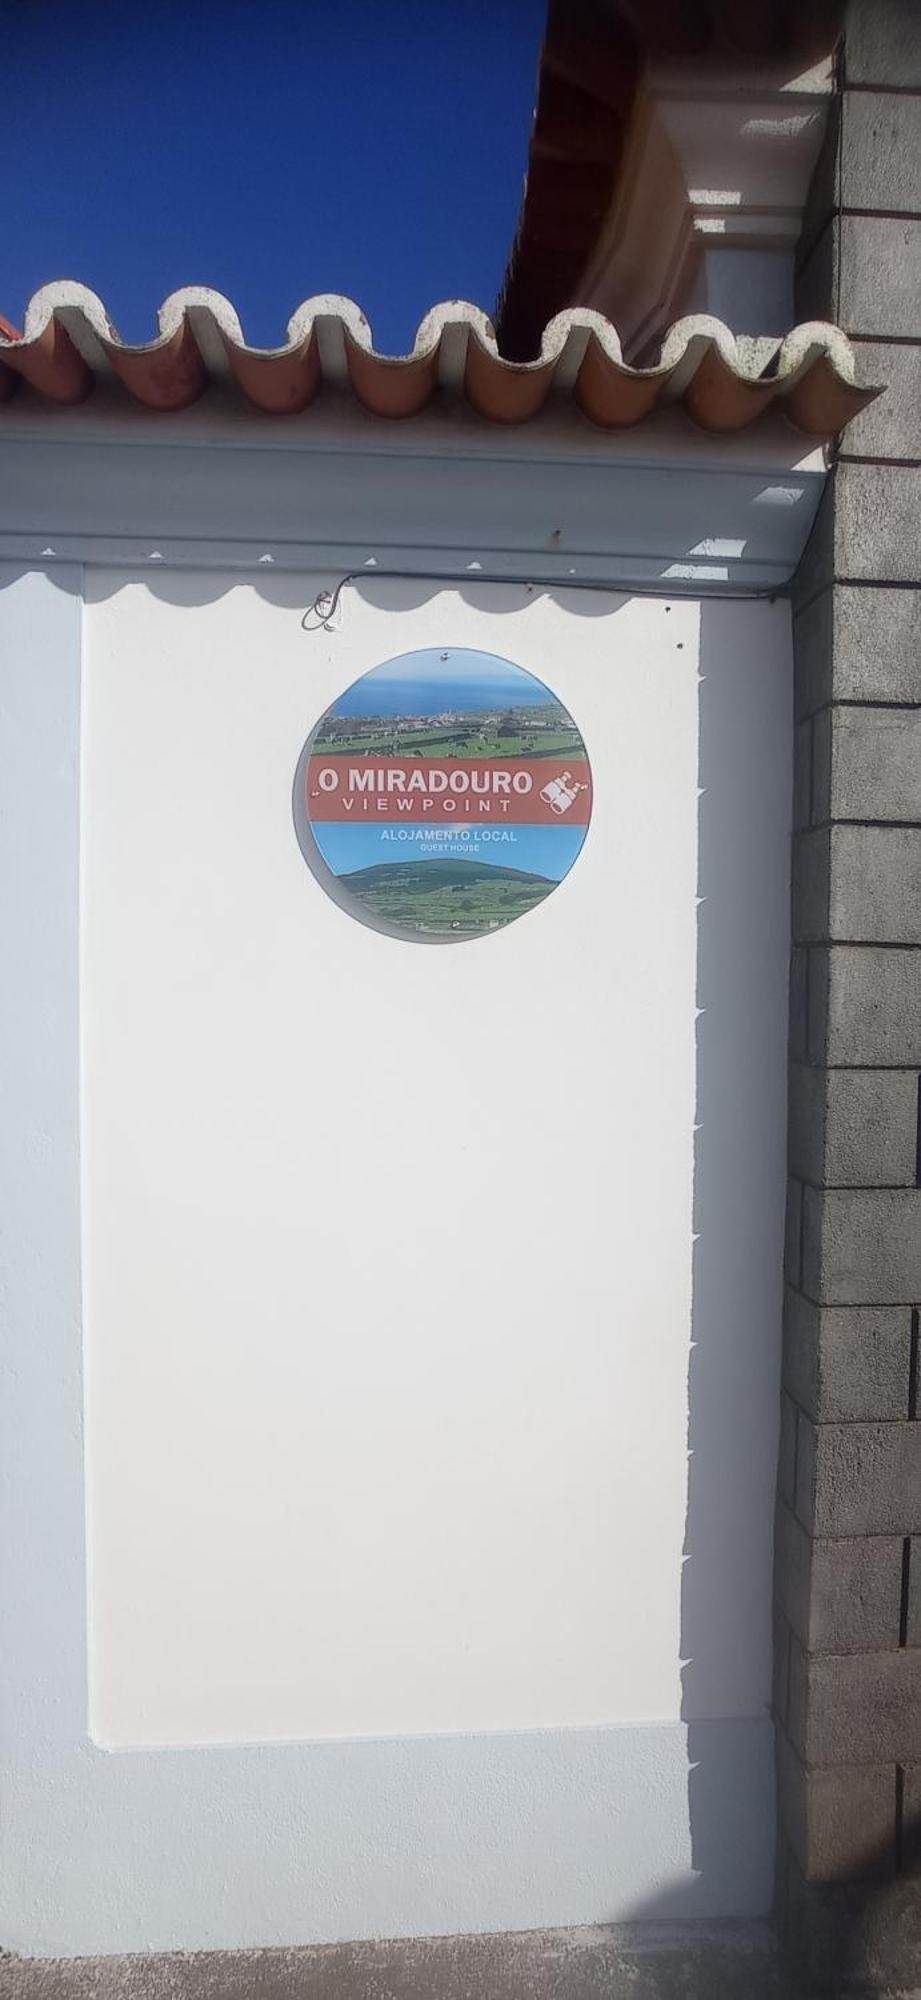 O MIRADOURO
VIEWPOINT
ALOJAMENTO LOCAL
GUEST HOUSE